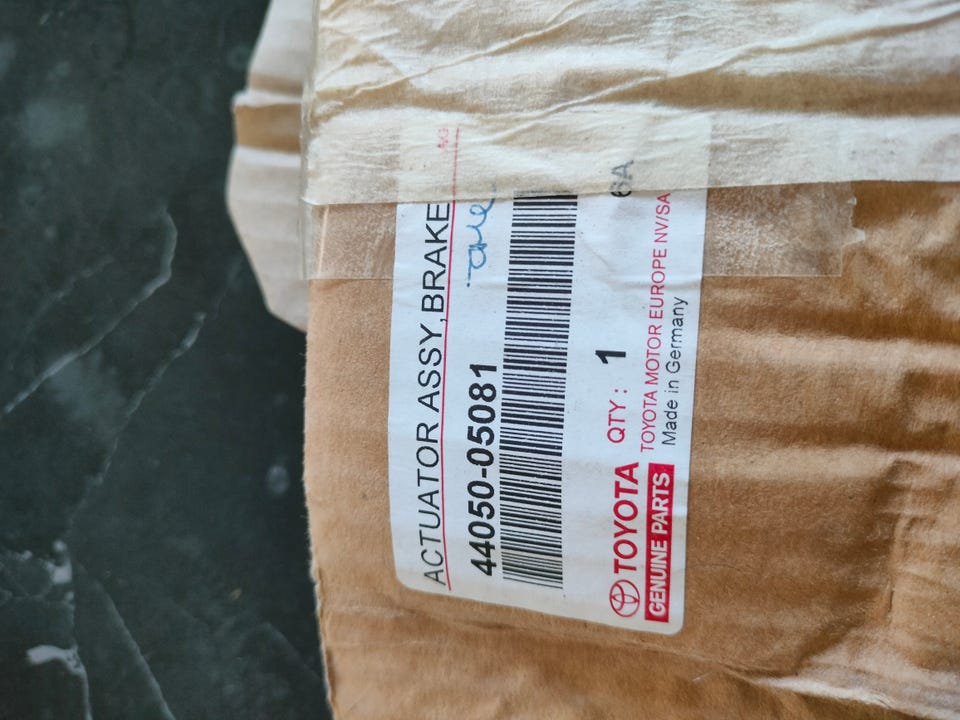 ACTUATOR ASSY,BRAKE
44050-05081
TOYOTA QTY : 1
GENUINE PARTS TOYOTA MOTOR EUROPE NV/SA
Made in Germany